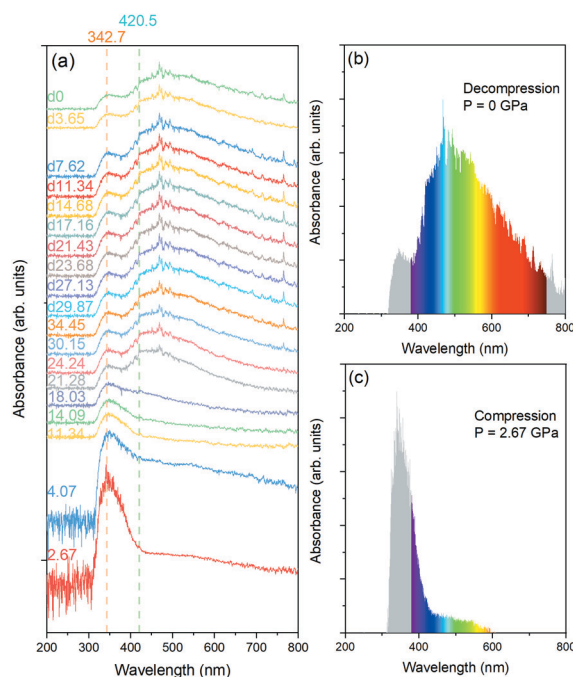 420.5
342.7
(a)
d0
d3.65
d7.62
d11.34
d14.68
d17.16
d21.43
d23.68
d27.13
d29.87
34.45
30.15
24.24
21.28
18.03
14.09
11.34
4.07
2.67
Absorbance (arb. units)
200 300 400 500 600 700 800
Wavelength (nm)
(b)
Decompression
P = 0 GPa
Absorbance (arb. units)
200 400 600 800
Wavelength (nm)
(c)
Compression
P = 2.67 GPa
Absorbance (arb. units)
200 400 600 800
Wavelength (nm)